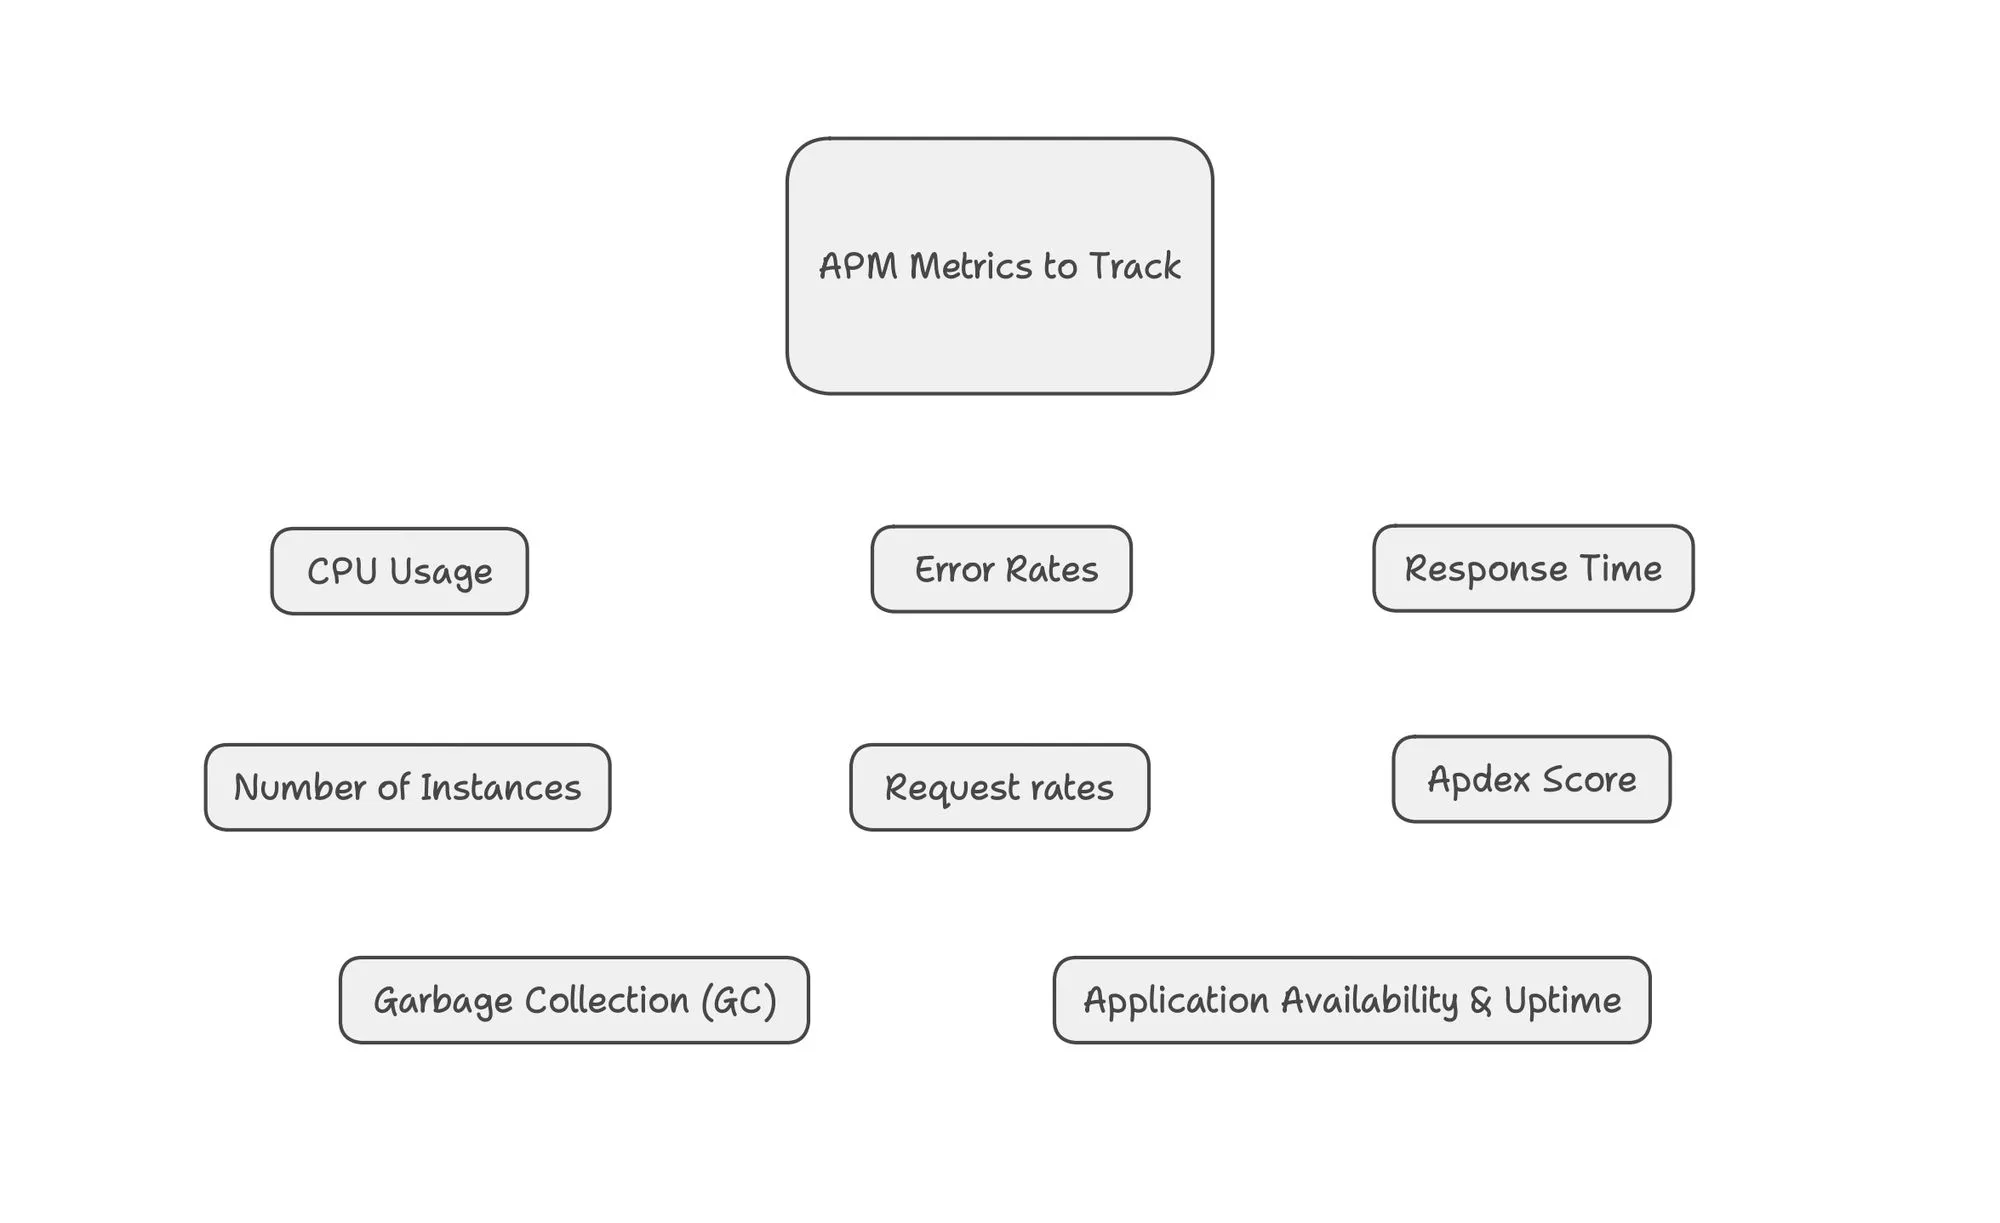 APM Metrics to Track
CPU Usage
Error Rates
Response Time
Number of Instances
Request rates
Apdex Score
Garbage Collection (GC)
Application Availability & Uptime